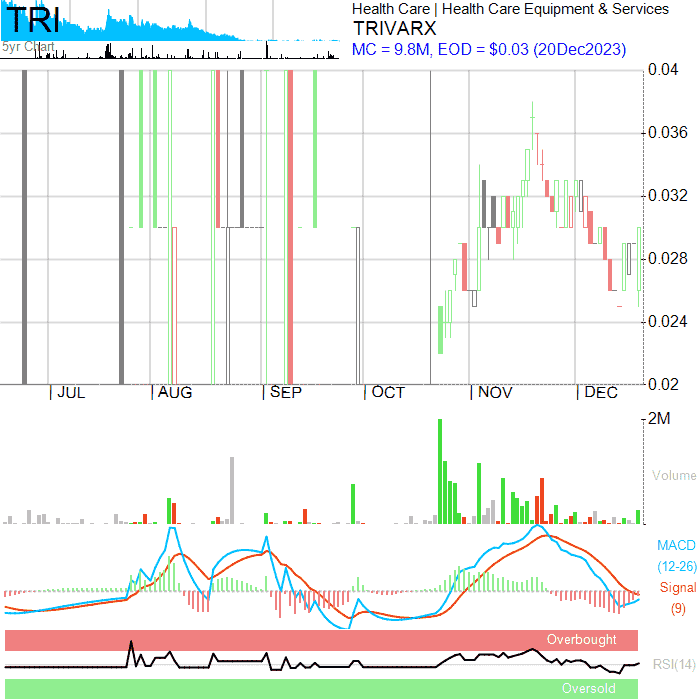 TRI
5yr Chart
Health Care | Health Care Equipment & Services
TRIVARX
MC = 9.8M, EOD = $0.03 (20Dec2023)
0.04
0.036
0.032
0.028
0.024
0.02
| JUL | AUG | SEP | OCT | NOV | DEC
2M
Volume
MACD
(12-26)
Signal
(9)
Overbought
RSI(14)
Oversold